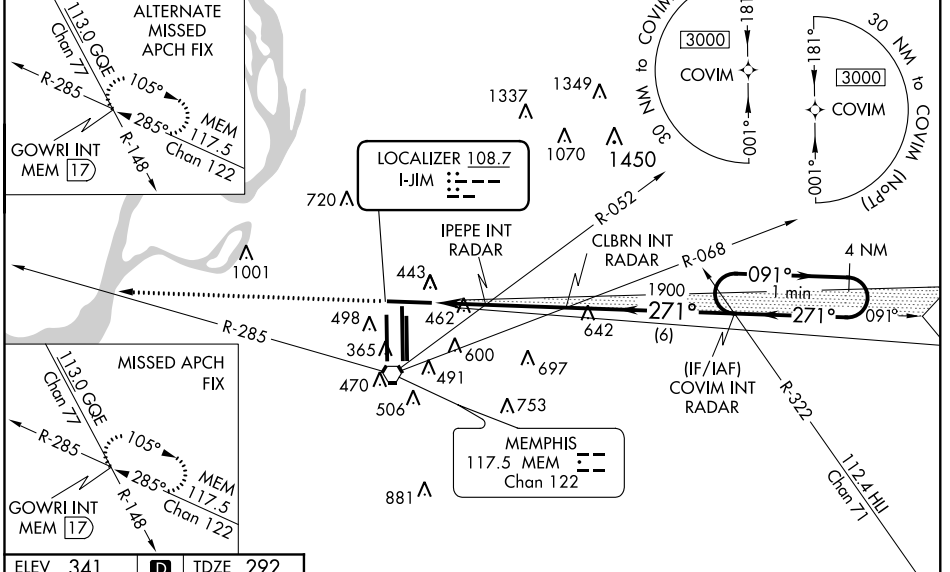 ALTERNATE
MISSED
APCH FIX
113.0 GQE
Chan 77
R-285
105°
285°
MEM
117.5
Chan 122
R-148
GOWRI INT
MEM 17
30 NM to COVIM
181°
3000
COVIM
001°
30 NM to COVIM (NoPT)
181°
3000
COVIM
001°
1337
1349
1070
1450
LOCALIZER 108.7
I-JIM
720
R-052
IPEPE INT
RADAR
CLBRN INT
RADAR
R-068
4 NM
1001
443
091°
1 min
1900
462
271°
(6)
642
271°
091°
498
R-285
365
600
697
470
491
506
753
(IF/IAF)
COVIM INT
RADAR
R-322
112.4 HLI
Chan 71
MEMPHIS
117.5 MEM
Chan 122
881
MISSED APCH
FIX
113.0 GQE
Chan 77
R-285
105°
285°
MEM
117.5
Chan 122
R-148
GOWRI INT
MEM 17
ELEV 341
D
TDZE 292